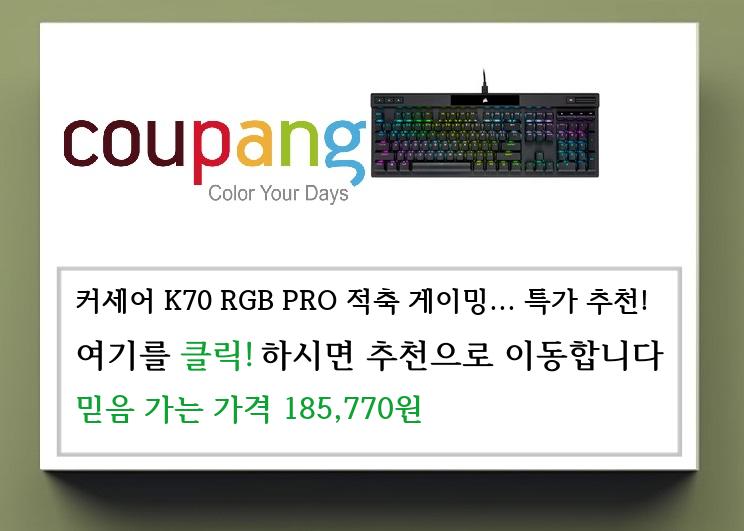 coupang
Color Your Days
커세어 K70 RGB PRO 적축 게이밍... 특가 추천!
여기를 클릭! 하시면 추천으로 이동합니다
믿음 가는 가격 185,770원